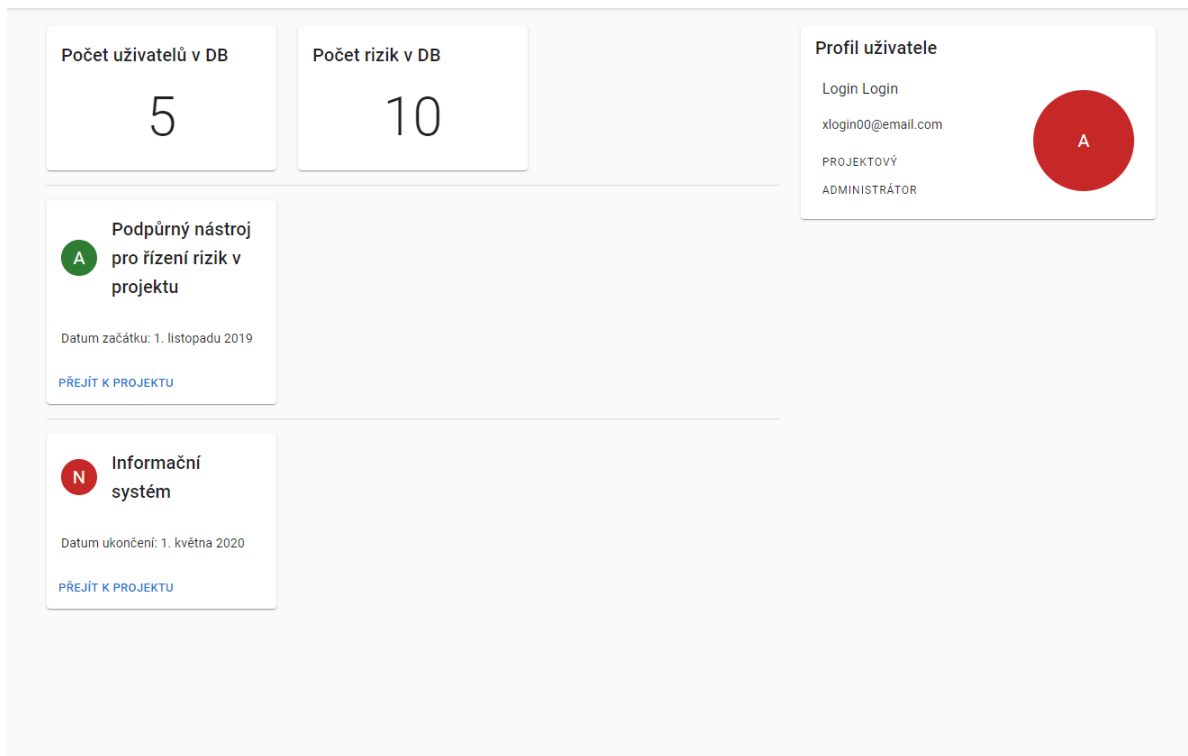 Počet uživatelů v DB
5
Počet rizik v DB
10
Profil uživatele
Login Login
xlogin00@email.com
PROJEKTOVÝ
ADMINISTRÁTOR
A
A
Podpůrný nástroj
pro řízení rizik v
projektu
Datum začátku: 1. listopadu 2019
PŘEJÍT K PROJEKTU
N
Informační
systém
Datum ukončení: 1. května 2020
PŘEJÍT K PROJEKTU